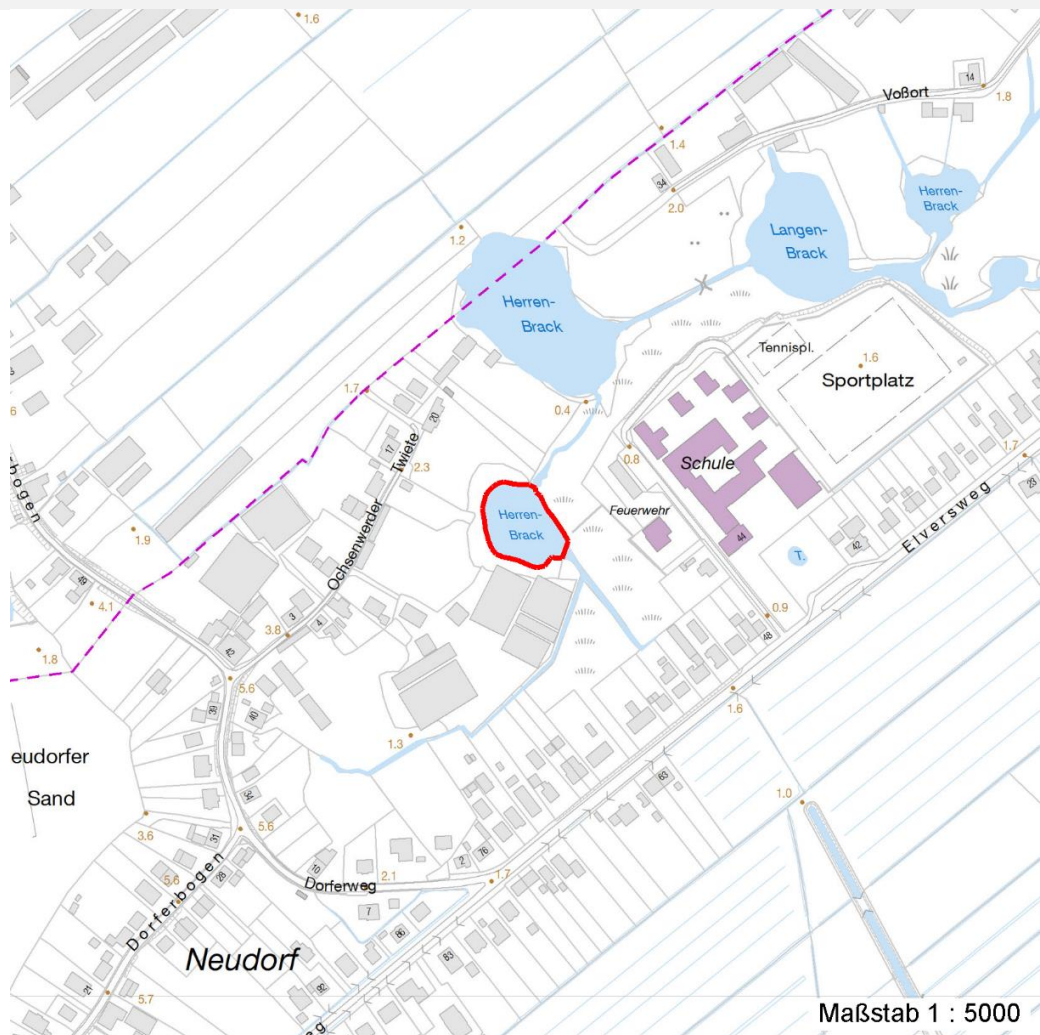 1.6
14
Voßort
1.8
1.4
34
2.0
Herren-
Brack
Langen-
Brack
1.2
Herren-
Brack
Tennispl.
1.6
Sportplatz
1.7
20
0.4
17
Twiete
2.3
0.8
Schule
1.7
Elversweg
23
Herren-
Brack
Feuerwehr
44
42
T.
1.9
Ochsenwerder
49
4.1
3
4
3.8
0.9
48
1.8
42
5.6
39
40
1.6
1.3
eudorfer
Sand
63
34
1.0
3.6
31
5.6
2
76
10
28
5.6
Dorferweg
2.1
1.7
7
86
Dorferbogen
Neudorf
83
92
21
5.7
Maßstab 1 : 5000